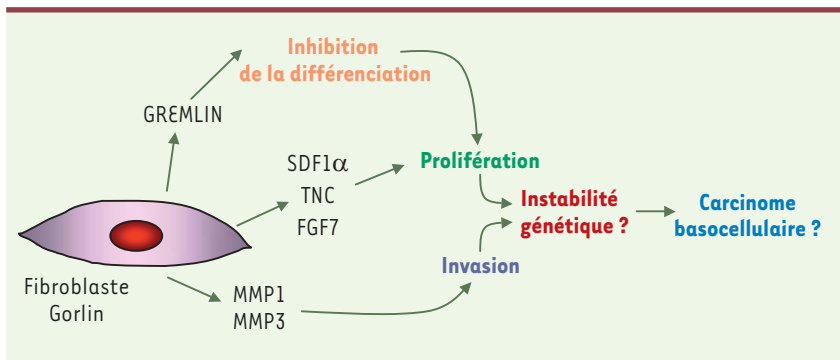 Inhibition
de la différenciation
GREMLIN
SDF1α
TNC
FGF7
Prolifération
Instabilité
génétique ?
Carcinome
basocellulaire ?
Invasion
Fibroblaste
Gorlin
MMP1
MMP3